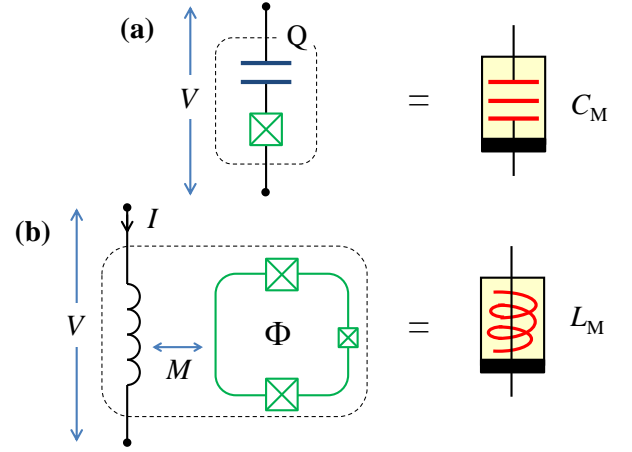 (a)
Q
V
=
C_M
(b)
I
V
M
Φ
=
L_M